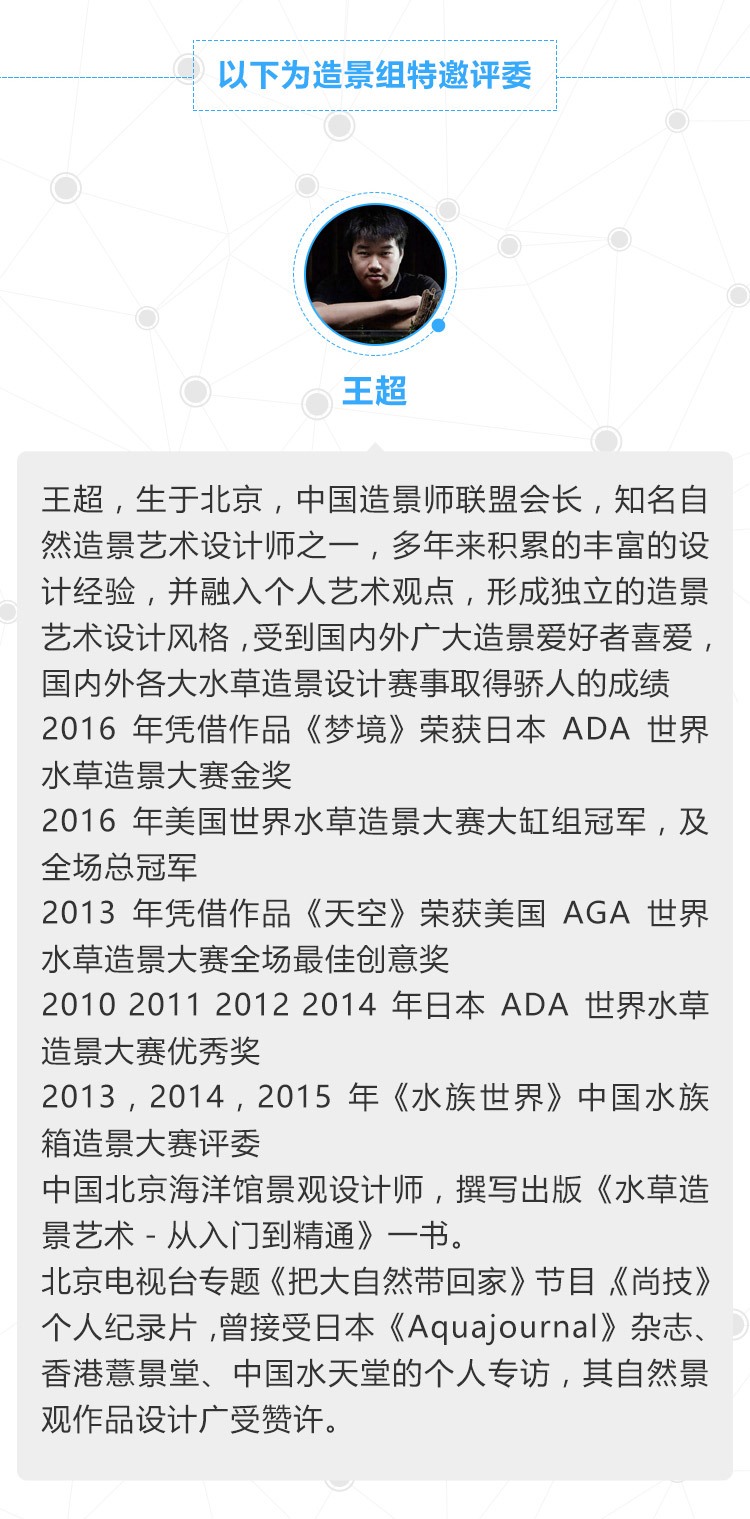 以下为造景组特邀评委
王超
王超，生于北京，中国造景师联盟会长，知名自
然造景艺术设计师之一，多年来积累的丰富的设
计经验，并融入个人艺术观点，形成独立的造景
艺术设计风格，受到国内外广大造景爱好者喜爱，
国内外各大水草造景设计赛事取得骄人的成绩
2016 年凭借作品《梦境》荣获日本 ADA 世界
水草造景大赛金奖
2016 年美国世界水草造景大赛大缸组冠军，及
全场总冠军
2013 年凭借作品《天空》荣获美国 AGA 世界
水草造景大赛全场最佳创意奖
2010 2011 2012 2014 年日本 ADA 世界水草
造景大赛优秀奖
2013，2014，2015 年《水族世界》中国水族
箱造景大赛评委
中国北京海洋馆景观设计师，撰写出版《水草造
景艺术 - 从入门到精通》一书。
北京电视台专题《把大自然带回家》节目，《尚技》
个人纪录片，曾接受日本《Aquajournal》杂志、
香港薏景堂、中国水天堂的个人专访，其自然景
观作品设计广受赞许。